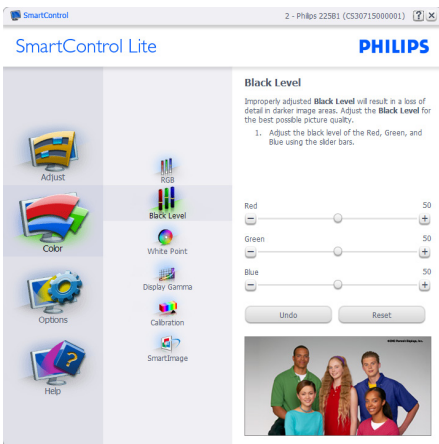 SmartControl
2 - Philips 225B1 (CS30715000001)
SmartControl Lite
PHILIPS
Adjust
Color
Options
Help
RGB
Black Level
White Point
Display Gamma
Calibration
SmartImage
Black Level
Improperly adjusted Black Level will result in a loss of
detail in darker image areas. Adjust the Black Level for
the best possible picture quality.
1. Adjust the black level of the Red, Green, and
Blue using the slider bars.
Red 50
Green 50
Blue 50
Undo
Reset